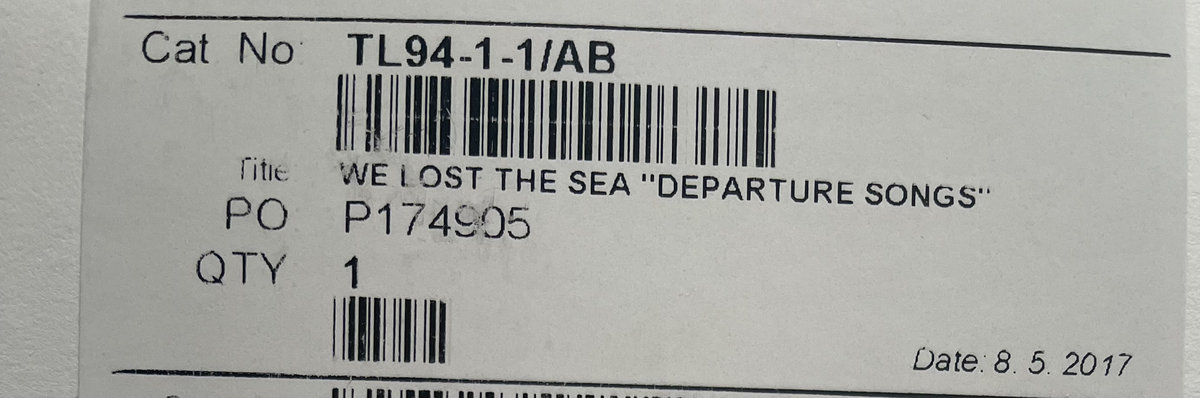 Cat No: TL94-1-1/AB
Title WE LOST THE SEA "DEPARTURE SONGS"
PO P174905
QTY 1
Date: 8. 5. 2017